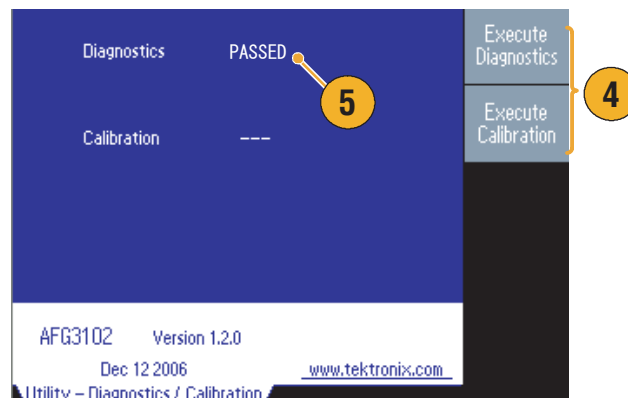 Diagnostics PASSED
Execute Diagnostics
5
4
Calibration ---
Execute Calibration
AFG3102 Version 1.2.0
Dec 12 2006 www.tektronix.com
Utility – Diagnostics / Calibration